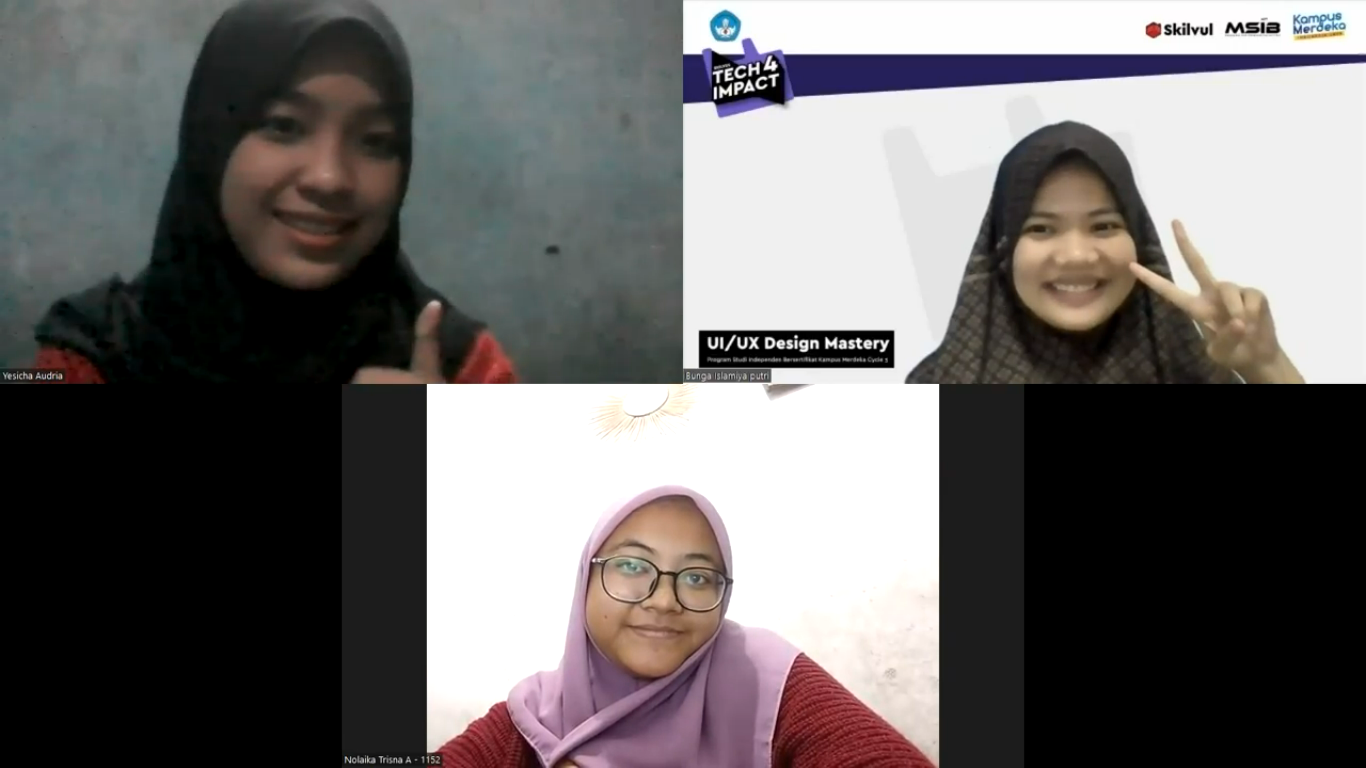 Skilvul
MSIB
Kampus
Merdeka
TECH 4
IMPACT
UI/UX Design Mastery
Program Studi Independen Bersertifikat Kampus Merdeka Cycle 3
Yesicha Audria
Bunga Islamiya putri
Nolaika Trisna A - 1152